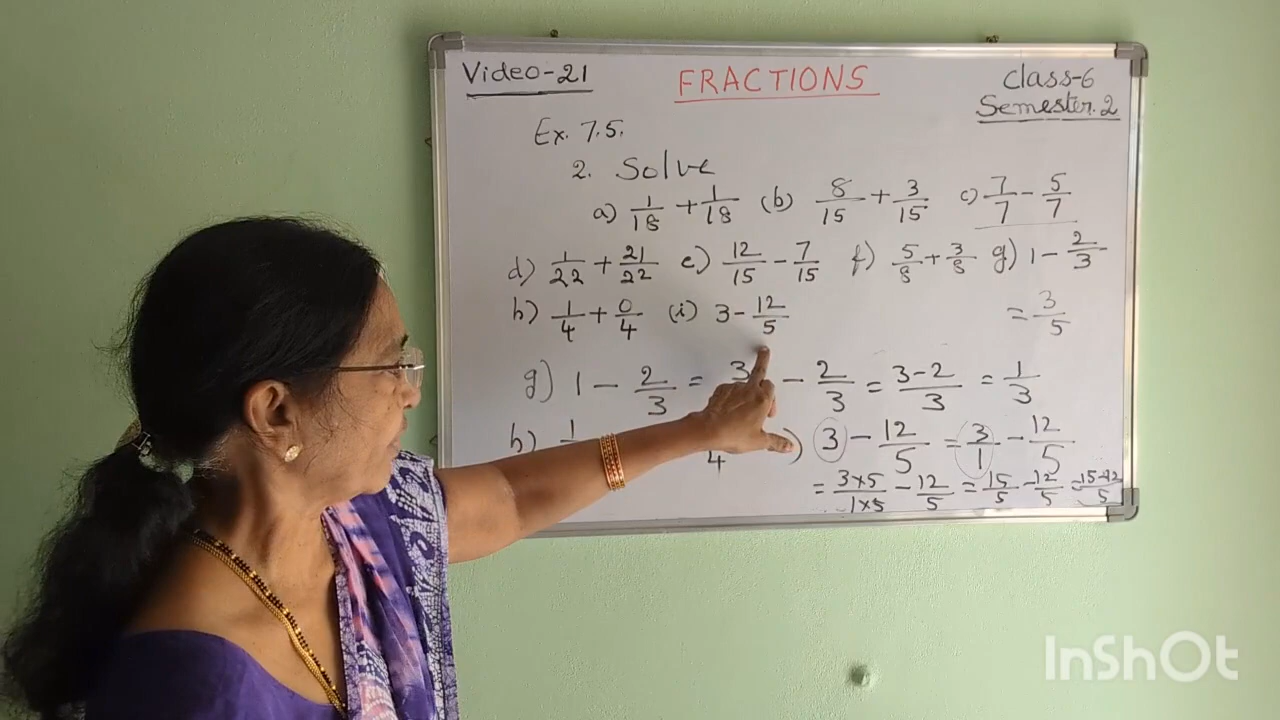 Video-21 FRACTIONS Class-6
Semester.2
Ex. 7.5.
2. Solve
a) 1/18 + 1/18 (b) 8/15 + 3/15 c) 7/7 - 5/7
d) 1/22 + 21/22 e) 12/15 - 7/15 f) 5/8 + 3/8 g) 1 - 2/3
h) 1/4 + 0/4 (i) 3 - 12/5 = 3/5
g) 1 - 2/3 = 3 - 2/3 = 3-2/3 = 1/3
h) 1 4 ) 3 - 12/5 = 3/1 - 12/5
= 3×5/1×5 - 12/5 = 15/5 - 12/5 = 15-12/5
InShOt